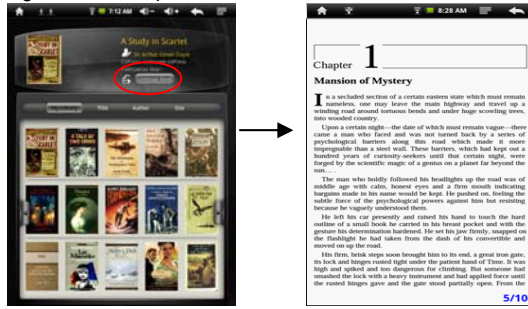 7:12 AM
A Study in Scarlet
Sir Arthur Conan Doyle
Title Author Size
A STUDY IN SCARLET
A TALE OF TWO CITIES
8:28 AM
Chapter 1
Mansion of Mystery
In a secluded section of a certain eastern state which must remain
nameless, one may leave the main highway and travel up a
winding road around tortuous bends and under huge scowling trees,
into wooded country.
Upon a certain night—the date of which must remain vague—there
came a man who faced and was not turned back by a series of
psychological barriers along this road which made it more
impregnable than a steel wall. These barriers, which had kept out a
hundred years of curiosity-seekers until that certain night, were
forged by the scientific magic of a genius on a planet far beyond the
sun.. . .
The man who boldly followed his headlights up the road was of
middle age with calm, honest eyes and a firm mouth indicating
bargains made in his name would be kept. He pushed on, feeling the
subtle force of the psychological powers against him but resisting
because he vaguely understood them.
He left his car presently and raised his hand to touch the hard
outline of a small book he carried in his breast pocket and with the
gesture his determination hardened. He set his jaw firmly, snapped on
the flashlight he had taken from the dash of his convertible and
moved on up the road.
His firm, brisk steps soon brought him to its end, a great iron gate,
its lock and hinges rusted tight under the patient hand of Time. It was
high and spiked and too dangerous for climbing. But someone had
smashed the lock with a heavy instrument and had applied force until
the rusted hinges gave and the gate stood partially open. From the
5/10